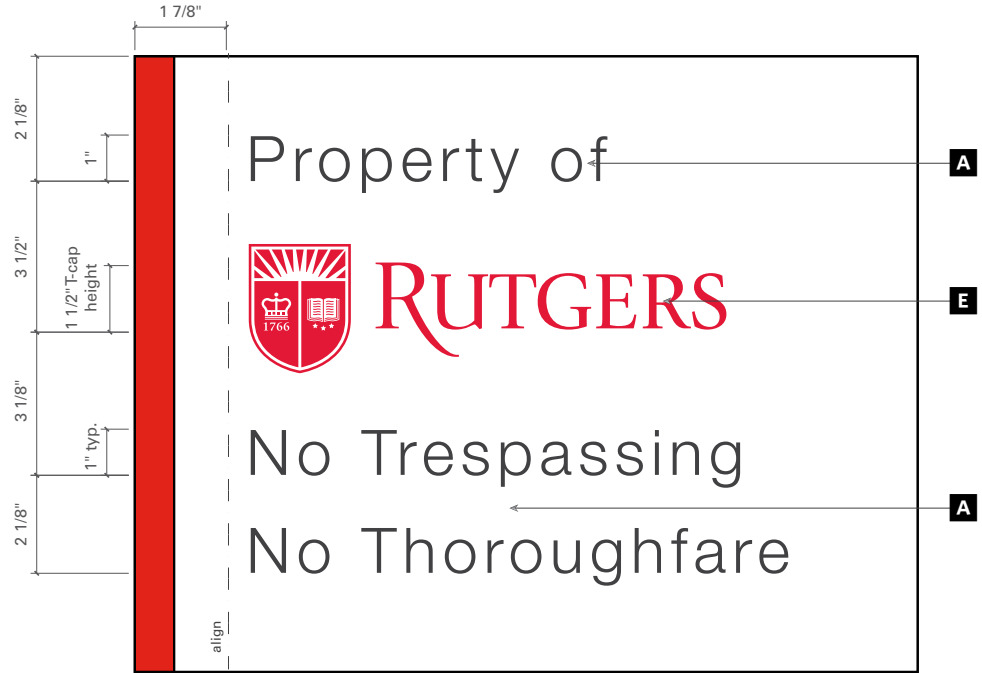 1 7/8"
2 1/8"
1"
Property of
A
3 1/2"
1 1/2" T-cap
height
1766
RUTGERS
E
3 1/8"
1" typ.
No Trespassing
A
2 1/8"
No Thoroughfare
align